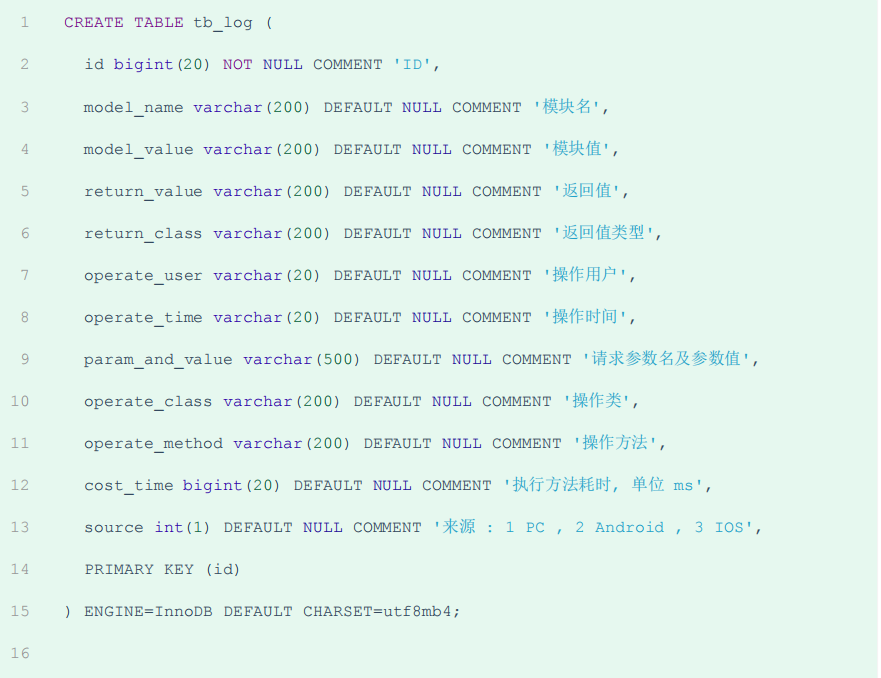 1 CREATE TABLE tb_log (
2 id bigint(20) NOT NULL COMMENT 'ID',
3 model_name varchar(200) DEFAULT NULL COMMENT '模块名',
4 model_value varchar(200) DEFAULT NULL COMMENT '模块值',
5 return_value varchar(200) DEFAULT NULL COMMENT '返回值',
6 return_class varchar(200) DEFAULT NULL COMMENT '返回值类型',
7 operate_user varchar(20) DEFAULT NULL COMMENT '操作用户',
8 operate_time varchar(20) DEFAULT NULL COMMENT '操作时间',
9 param_and_value varchar(500) DEFAULT NULL COMMENT '请求参数名及参数值',
10 operate_class varchar(200) DEFAULT NULL COMMENT '操作类',
11 operate_method varchar(200) DEFAULT NULL COMMENT '操作方法',
12 cost_time bigint(20) DEFAULT NULL COMMENT '执行方法耗时, 单位 ms',
13 source int(1) DEFAULT NULL COMMENT '来源 : 1 PC , 2 Android , 3 IOS',
14 PRIMARY KEY (id)
15 ) ENGINE=InnoDB DEFAULT CHARSET=utf8mb4;
16